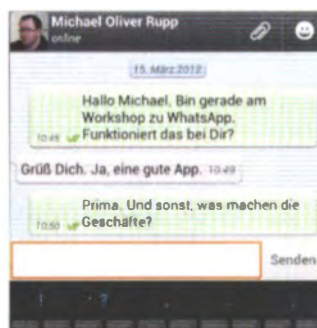 Michael Oliver Rupp
online
15. März 2012
Hallo Michael. Bin gerade am
Workshop zu WhatsApp.
10:45 Funktioniert das bei Dir?
Grüß Dich. Ja, eine gute App. 10:49
Prima. Und sonst, was machen die
10:50 Geschäfte?
Senden